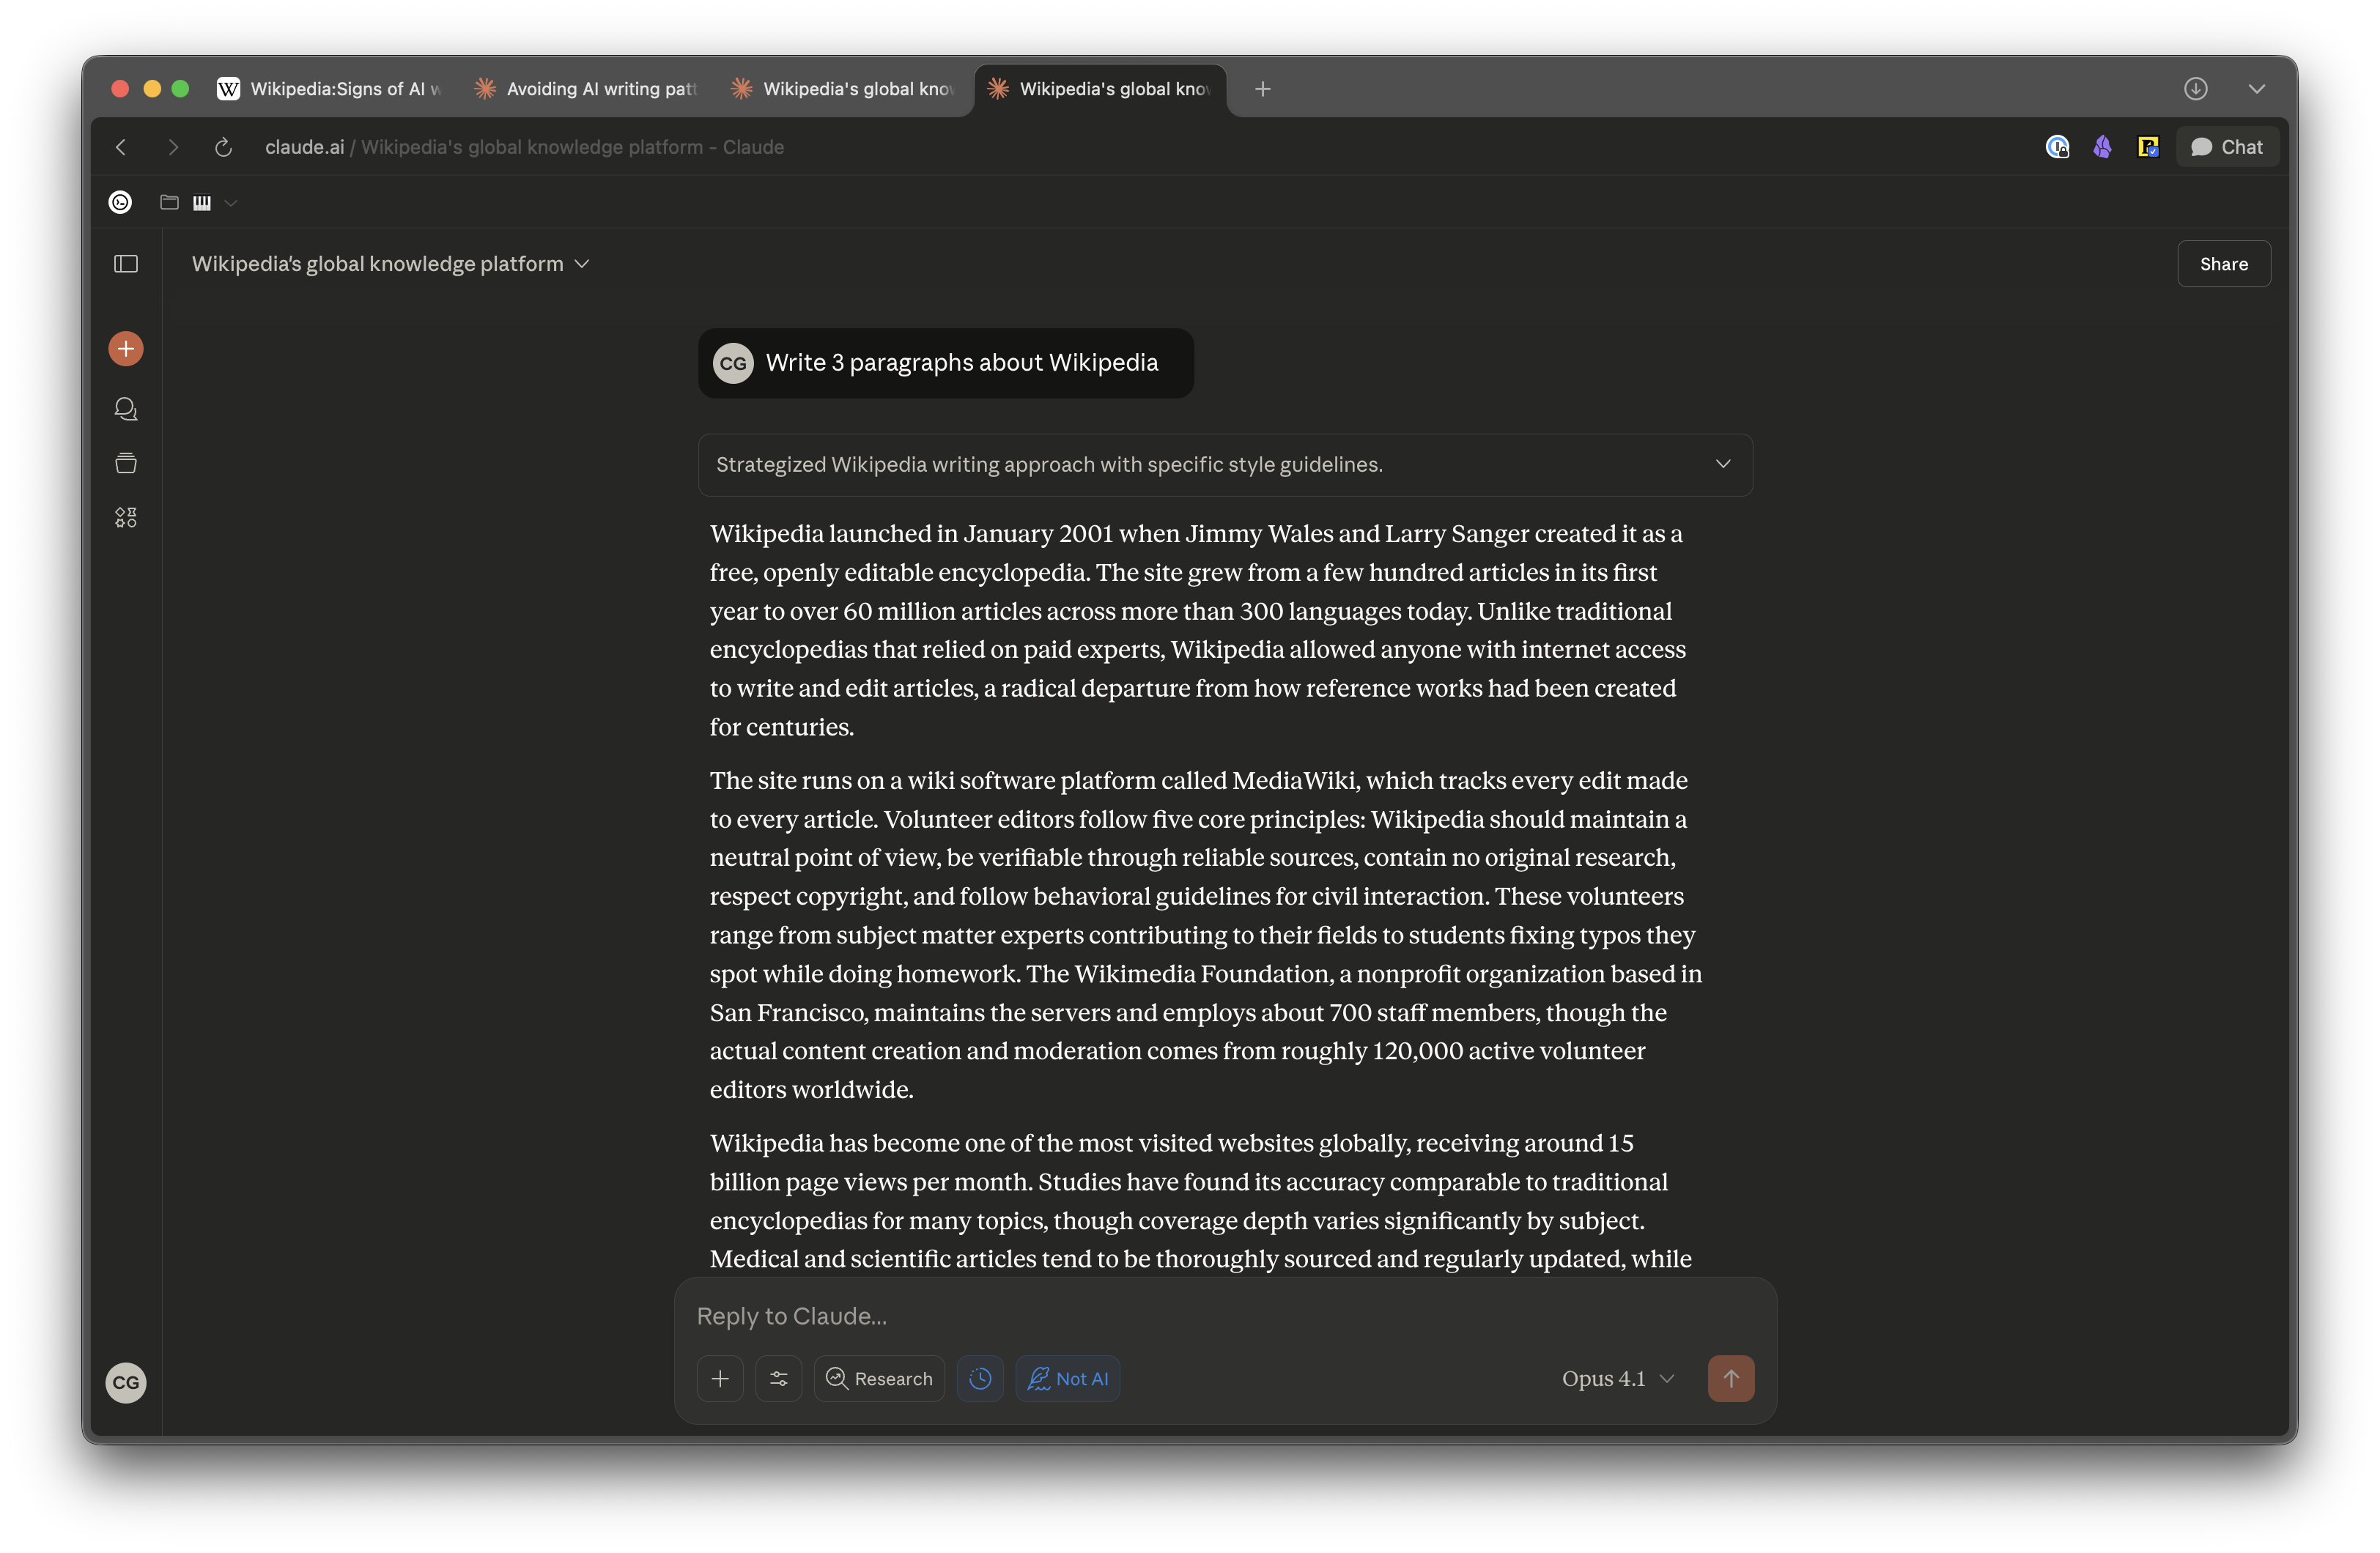 Wikipedia:Signs of AI w
Avoiding AI writing patt
Wikipedia's global know
Wikipedia's global know
claude.ai / Wikipedia's global knowledge platform - Claude
Chat
Wikipedia's global knowledge platform
Share
CG
Write 3 paragraphs about Wikipedia
Strategized Wikipedia writing approach with specific style guidelines.
Wikipedia launched in January 2001 when Jimmy Wales and Larry Sanger created it as a
free, openly editable encyclopedia. The site grew from a few hundred articles in its first
year to over 60 million articles across more than 300 languages today. Unlike traditional
encyclopedias that relied on paid experts, Wikipedia allowed anyone with internet access
to write and edit articles, a radical departure from how reference works had been created
for centuries.
The site runs on a wiki software platform called MediaWiki, which tracks every edit made
to every article. Volunteer editors follow five core principles: Wikipedia should maintain a
neutral point of view, be verifiable through reliable sources, contain no original research,
respect copyright, and follow behavioral guidelines for civil interaction. These volunteers
range from subject matter experts contributing to their fields to students fixing typos they
spot while doing homework. The Wikimedia Foundation, a nonprofit organization based in
San Francisco, maintains the servers and employs about 700 staff members, though the
actual content creation and moderation comes from roughly 120,000 active volunteer
editors worldwide.
Wikipedia has become one of the most visited websites globally, receiving around 15
billion page views per month. Studies have found its accuracy comparable to traditional
encyclopedias for many topics, though coverage depth varies significantly by subject.
Medical and scientific articles tend to be thoroughly sourced and regularly updated, while
Reply to Claude...
Research
Not AI
Opus 4.1
CG